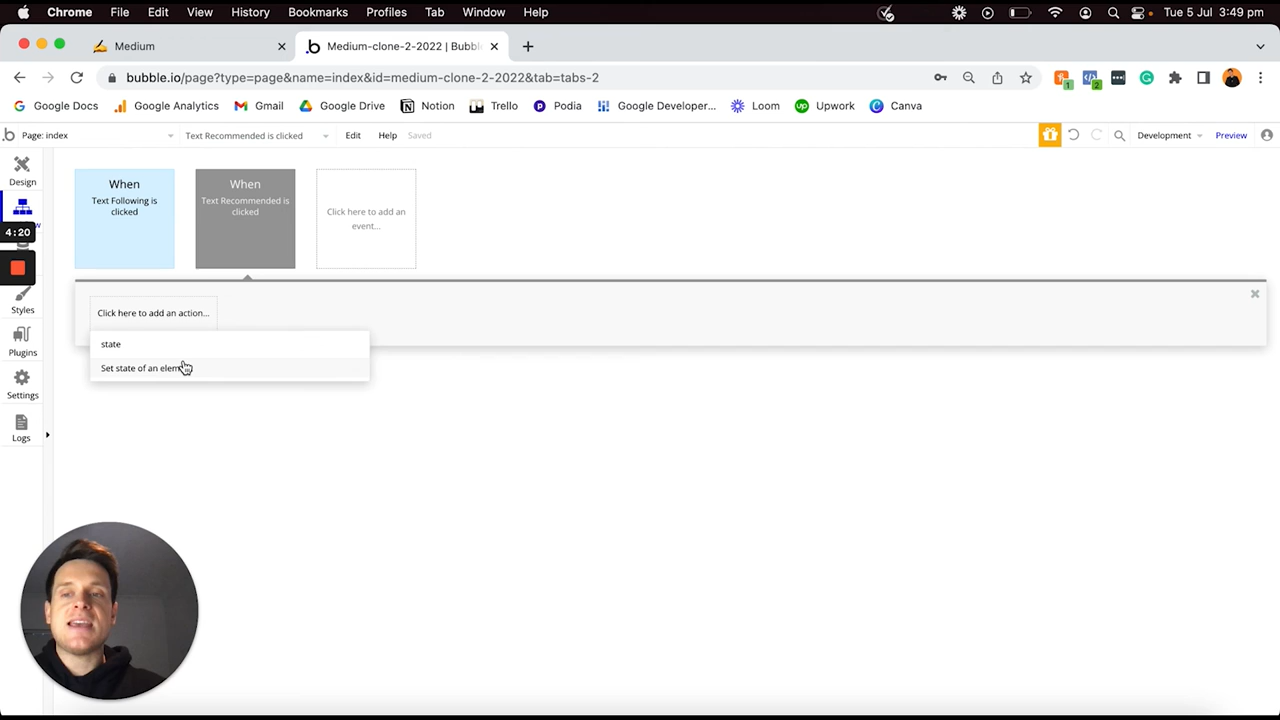 Chrome File Edit View History Bookmarks Profiles Tab Window Help Tue 5 Jul 3:49 pm
Medium
Medium-clone-2-2022 | Bubb
bubble.io/page?type=page&name=index&id=medium-clone-2-2022&tab=tabs-2
1
2
Google Docs Google Analytics Gmail Google Drive Notion Trello Podia Google Developer... Loom Upwork Canva
Page: index Text Recommended is clicked Edit Help Saved Development Preview
Design
4:20
Styles
Plugins
Settings
Logs
When
Text Following is
clicked
When
Text Recommended is
clicked
Click here to add an
event...
Click here to add an action...
state
Set state of an elem